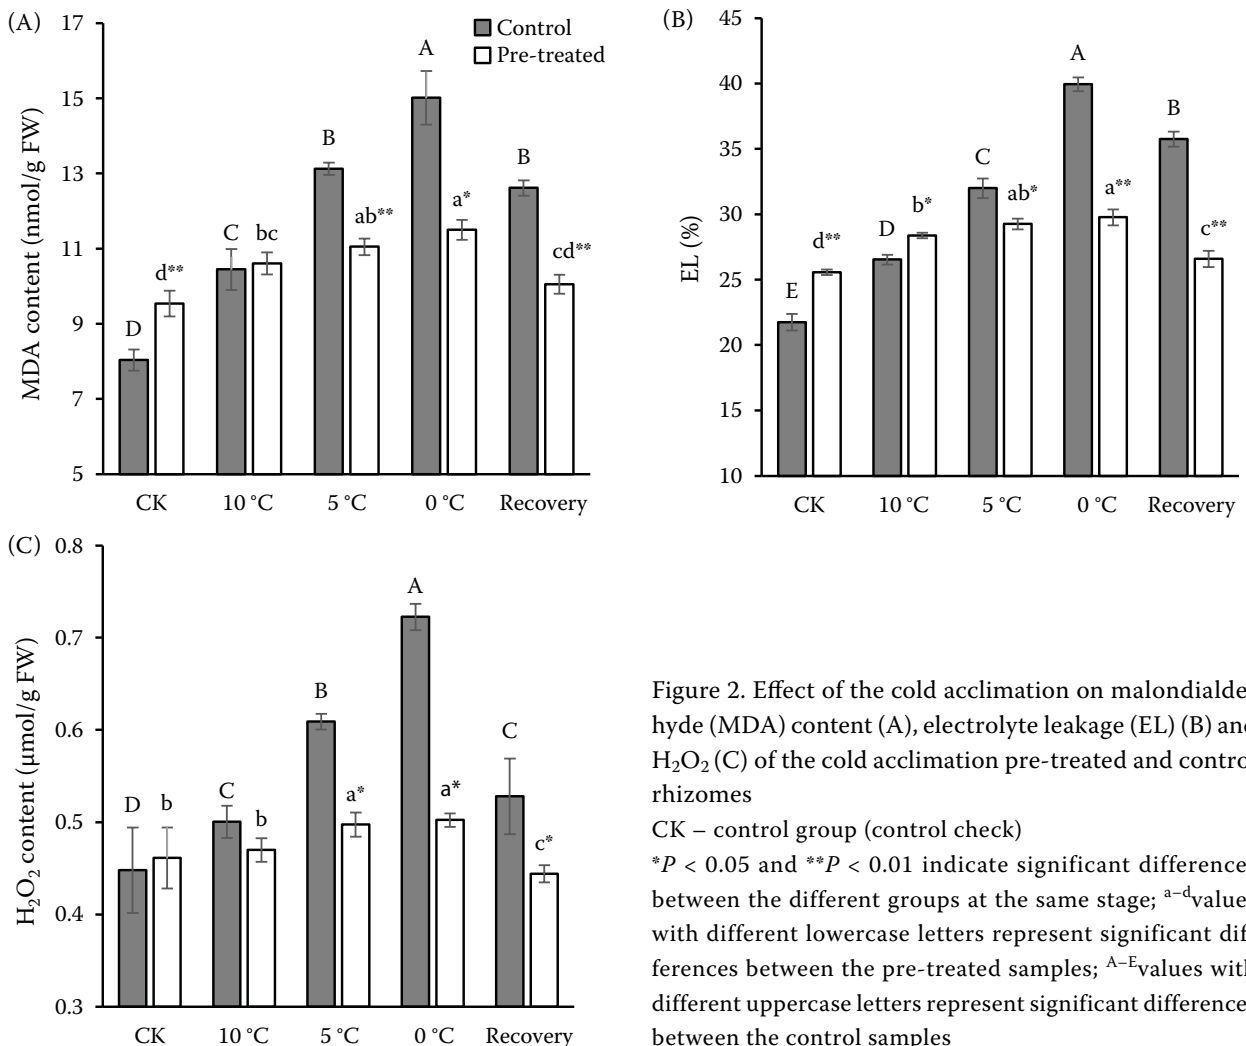 (A)
MDA content (nmol/g FW)
17
15
13
11
9
7
5
Control
Pre-treated
D
d**
C
bc
B
ab**
A
a*
B
cd**
CK
10 °C
5 °C
0 °C
Recovery
(B)
EL (%)
45
40
35
30
25
20
15
10
E
d**
D
b*
C
ab*
A
a**
B
c**
CK
10 °C
5 °C
0 °C
Recovery
(C)
H₂O₂ content (μmol/g FW)
0.8
0.7
0.6
0.5
0.4
0.3
D
b
C
b
B
a*
A
a*
C
c*
CK
10 °C
5 °C
0 °C
Recovery
Figure 2. Effect of the cold acclimation on malondialde
hyde (MDA) content (A), electrolyte leakage (EL) (B) and
H₂O₂ (C) of the cold acclimation pre-treated and contro
rhizomes
CK – control group (control check)
*P < 0.05 and **P < 0.01 indicate significant difference
between the different groups at the same stage; a–dvalue
with different lowercase letters represent significant dif
ferences between the pre-treated samples; A–Evalues with
different uppercase letters represent significant difference
between the control samples